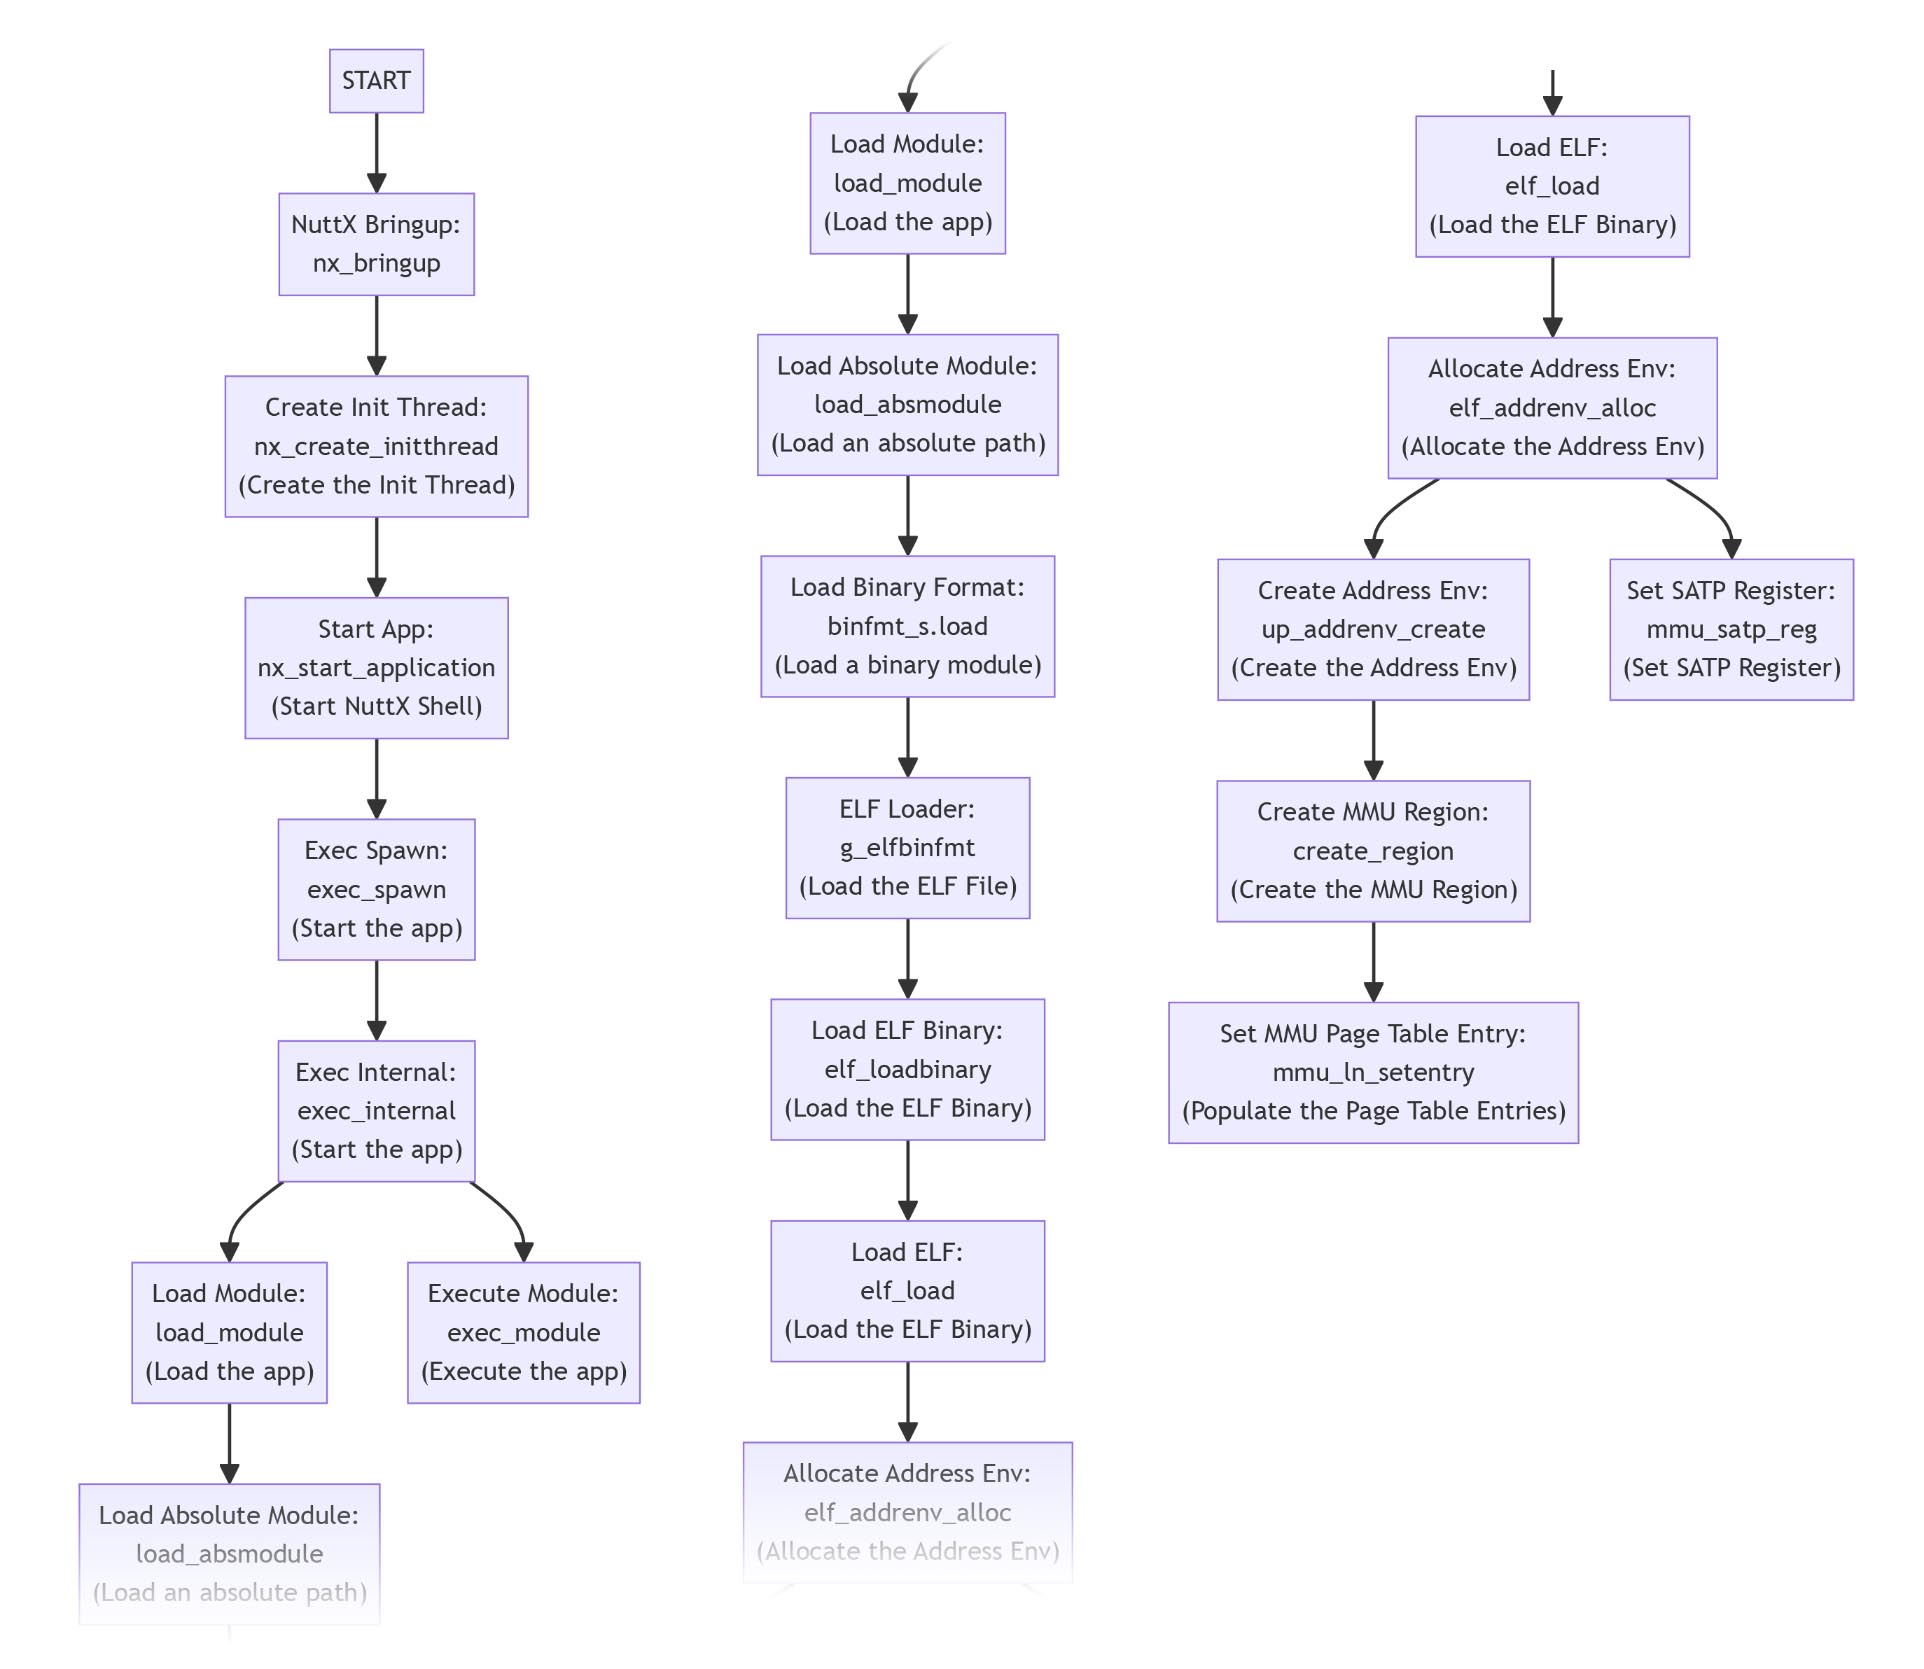 START
NuttX Bringup:
nx_bringup
Create Init Thread:
nx_create_initthread
(Create the Init Thread)
Start App:
nx_start_application
(Start NuttX Shell)
Exec Spawn:
exec_spawn
(Start the app)
Exec Internal:
exec_internal
(Start the app)
Load Module:
load_module
(Load the app)
Execute Module:
exec_module
(Execute the app)
Load Absolute Module:
load_absmodule
(Load an absolute path)
Load Module:
load_module
(Load the app)
Load Absolute Module:
load_absmodule
(Load an absolute path)
Load Binary Format:
binfmt_s.load
(Load a binary module)
ELF Loader:
g_elfbinfmt
(Load the ELF File)
Load ELF Binary:
elf_loadbinary
(Load the ELF Binary)
Load ELF:
elf_load
(Load the ELF Binary)
Allocate Address Env:
elf_addrenv_alloc
(Allocate the Address Env)
Load ELF:
elf_load
(Load the ELF Binary)
Allocate Address Env:
elf_addrenv_alloc
(Allocate the Address Env)
Create Address Env:
up_addrenv_create
(Create the Address Env)
Set SATP Register:
mmu_satp_reg
(Set SATP Register)
Create MMU Region:
create_region
(Create the MMU Region)
Set MMU Page Table Entry:
mmu_ln_setentry
(Populate the Page Table Entries)